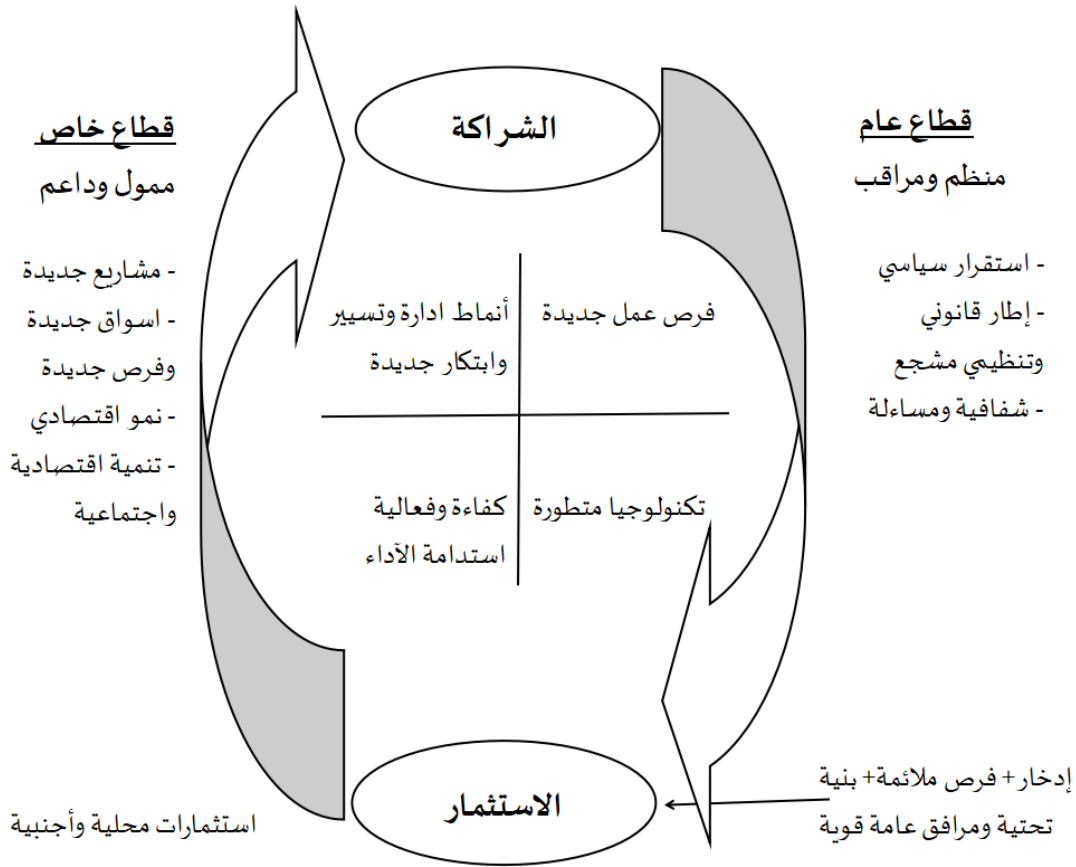 الشراكة
قطاع عام
منظم ومراقب
- استقرار سياسي
- إطار قانوني
وتنظيمي مشجع
- شفافية ومساءلة
قطاع خاص
ممول وداعم
- مشاريع جديدة
- اسواق جديدة
وفرص جديدة
- نمو اقتصادي
- تنمية اقتصادية
واجتماعية
فرص عمل جديدة
أنماط ادارة وتسيير
وابتكار جديدة
تكنولوجيا متطورة
كفاءة وفعالية
استدامة الآداء
الاستثمار
إدخار+ فرص ملائمة+ بنية
تحتية ومرافق عامة قوية
استثمارات محلية وأجنبية